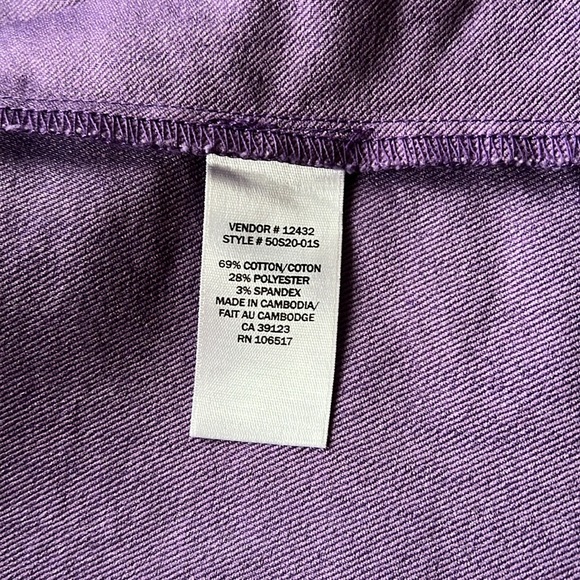 VENDOR # 12432
STYLE # 50S20-01S
69% COTTON/COTON
28% POLYESTER
3% SPANDEX
MADE IN CAMBODIA/
FAIT AU CAMBODGE
CA 39123
RN 106517